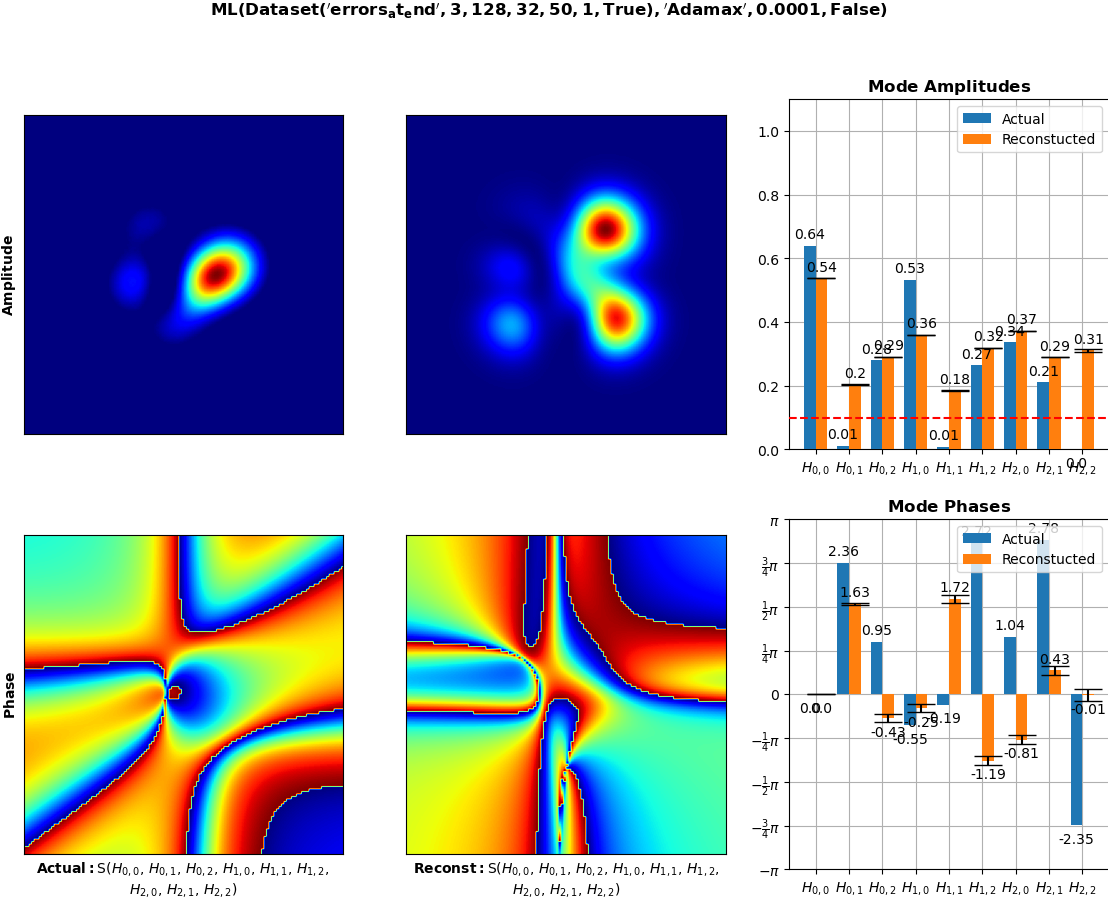 ML(Dataset('errors_at_end', 3, 128, 32, 50, 1, True), 'Adamax', 0.0001, False)
Amplitude
Mode Amplitudes
Actual
Reconstucted
1.0
0.8
0.6
0.4
0.2
0.0
0.64
0.54
0.01
0.2
0.28
0.29
0.53
0.36
0.01
0.18
0.27
0.32
0.34
0.37
0.21
0.29
0.0
0.31
H0,0 H0,1 H0,2 H1,0 H1,1 H1,2 H2,0 H2,1 H2,2
Phase
Mode Phases
Actual
Reconstucted
π
3/4π
1/2π
1/4π
0
−1/4π
−1/2π
−3/4π
−π
0.0
0.0
2.36
1.63
0.95
-0.43
-0.55
-0.25
-0.19
1.72
2.72
-1.19
1.04
-0.81
2.78
0.43
-2.35
-0.01
H0,0 H0,1 H0,2 H1,0 H1,1 H1,2 H2,0 H2,1 H2,2
Actual: S(H0,0, H0,1, H0,2, H1,0, H1,1, H1,2,
H2,0, H2,1, H2,2)
Reconst: S(H0,0, H0,1, H0,2, H1,0, H1,1, H1,2,
H2,0, H2,1, H2,2)